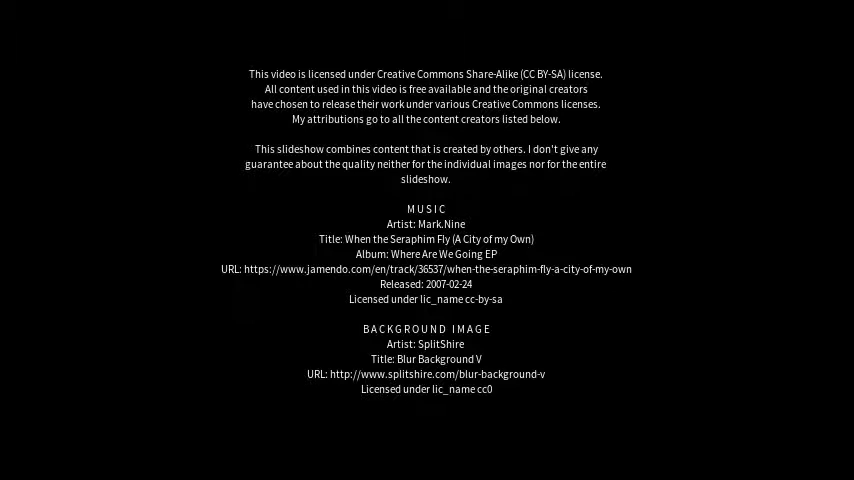 This video is licensed under Creative Commons Share-Alike (CC BY-SA) license.
All content used in this video is free available and the original creators
have chosen to release their work under various Creative Commons licenses.
My attributions go to all the content creators listed below.
This slideshow combines content that is created by others. I don't give any
guarantee about the quality neither for the individual images nor for the entire
slideshow.
MUSIC
Artist: Mark.Nine
Title: When the Seraphim Fly (A City of my Own)
Album: Where Are We Going EP
URL: https://www.jamendo.com/en/track/36537/when-the-seraphim-fly-a-city-of-my-own
Released: 2007-02-24
Licensed under lic_name cc-by-sa
BACKGROUND IMAGE
Artist: SplitShire
Title: Blur Background V
URL: http://www.splitshire.com/blur-background-v
Licensed under lic_name cc0